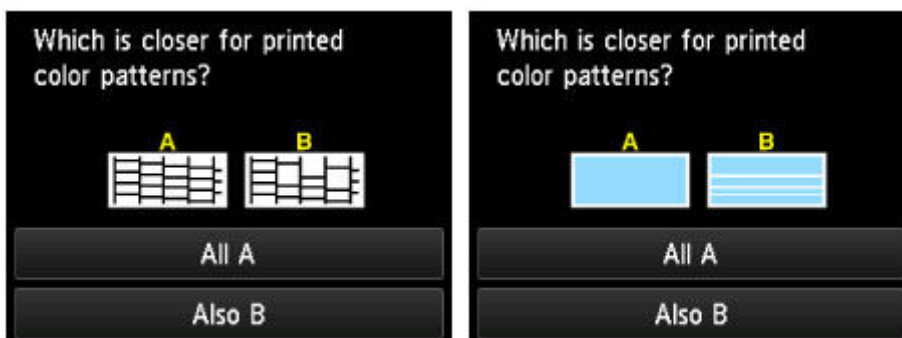 Which is closer for printed
color patterns?
A B
All A
Also B
Which is closer for printed
color patterns?
A B
All A
Also B